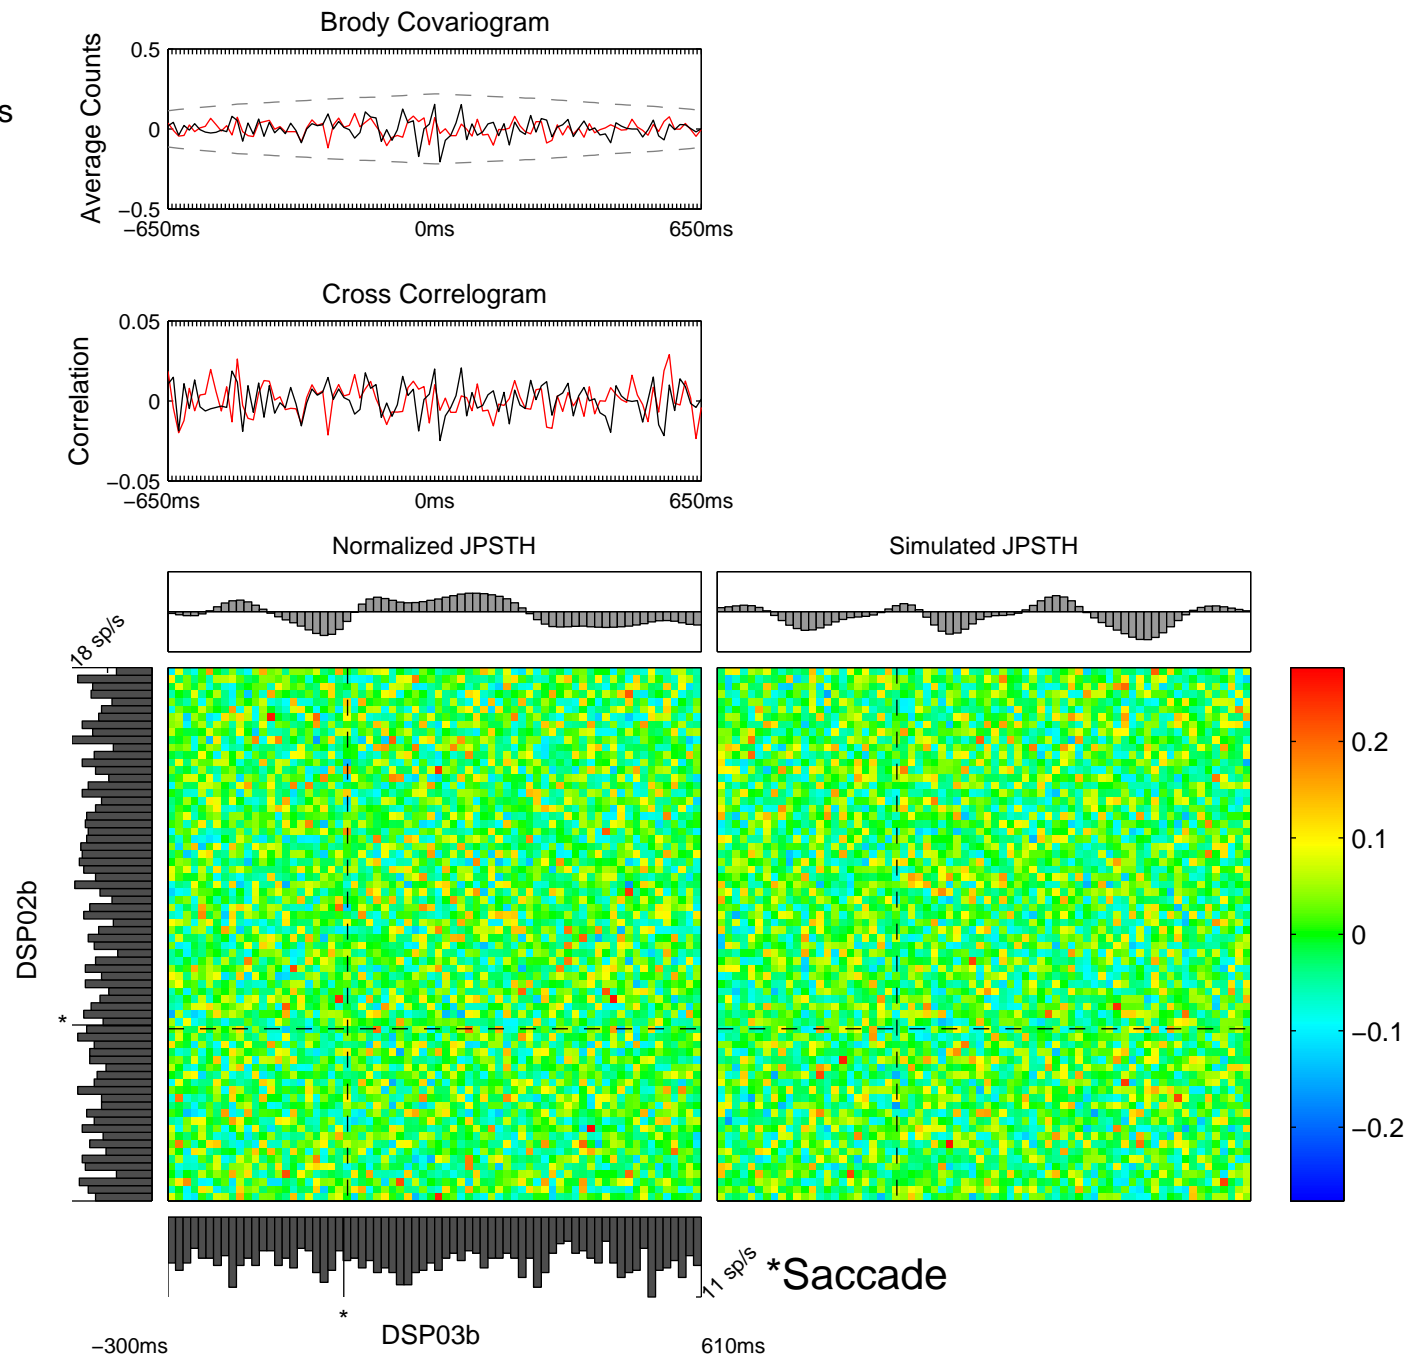 Brody Covariogram
s
Average Counts
0.5
0
−0.5
−650ms
0ms
650ms
Cross Correlogram
Correlation
0.05
0
−0.05
−650ms
0ms
650ms
Normalized JPSTH
Simulated JPSTH
18 sp/s
DSP02b
*
0.2
0.1
0
−0.1
−0.2
11 sp/s
*Saccade
*
DSP03b
−300ms
610ms